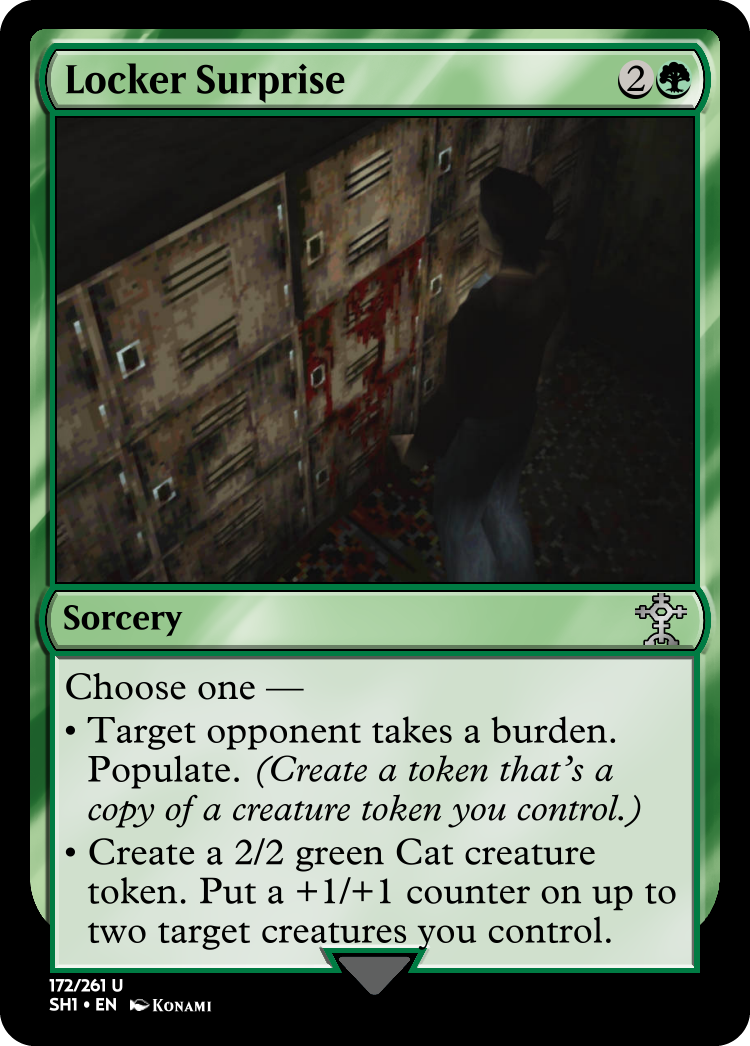 Locker Surprise 2
Sorcery
Choose one —
• Target opponent takes a burden.
Populate. (Create a token that's a
copy of a creature token you control.)
• Create a 2/2 green Cat creature
token. Put a +1/+1 counter on up to
two target creatures you control.
172/261 U
SH1 • EN KONAMI